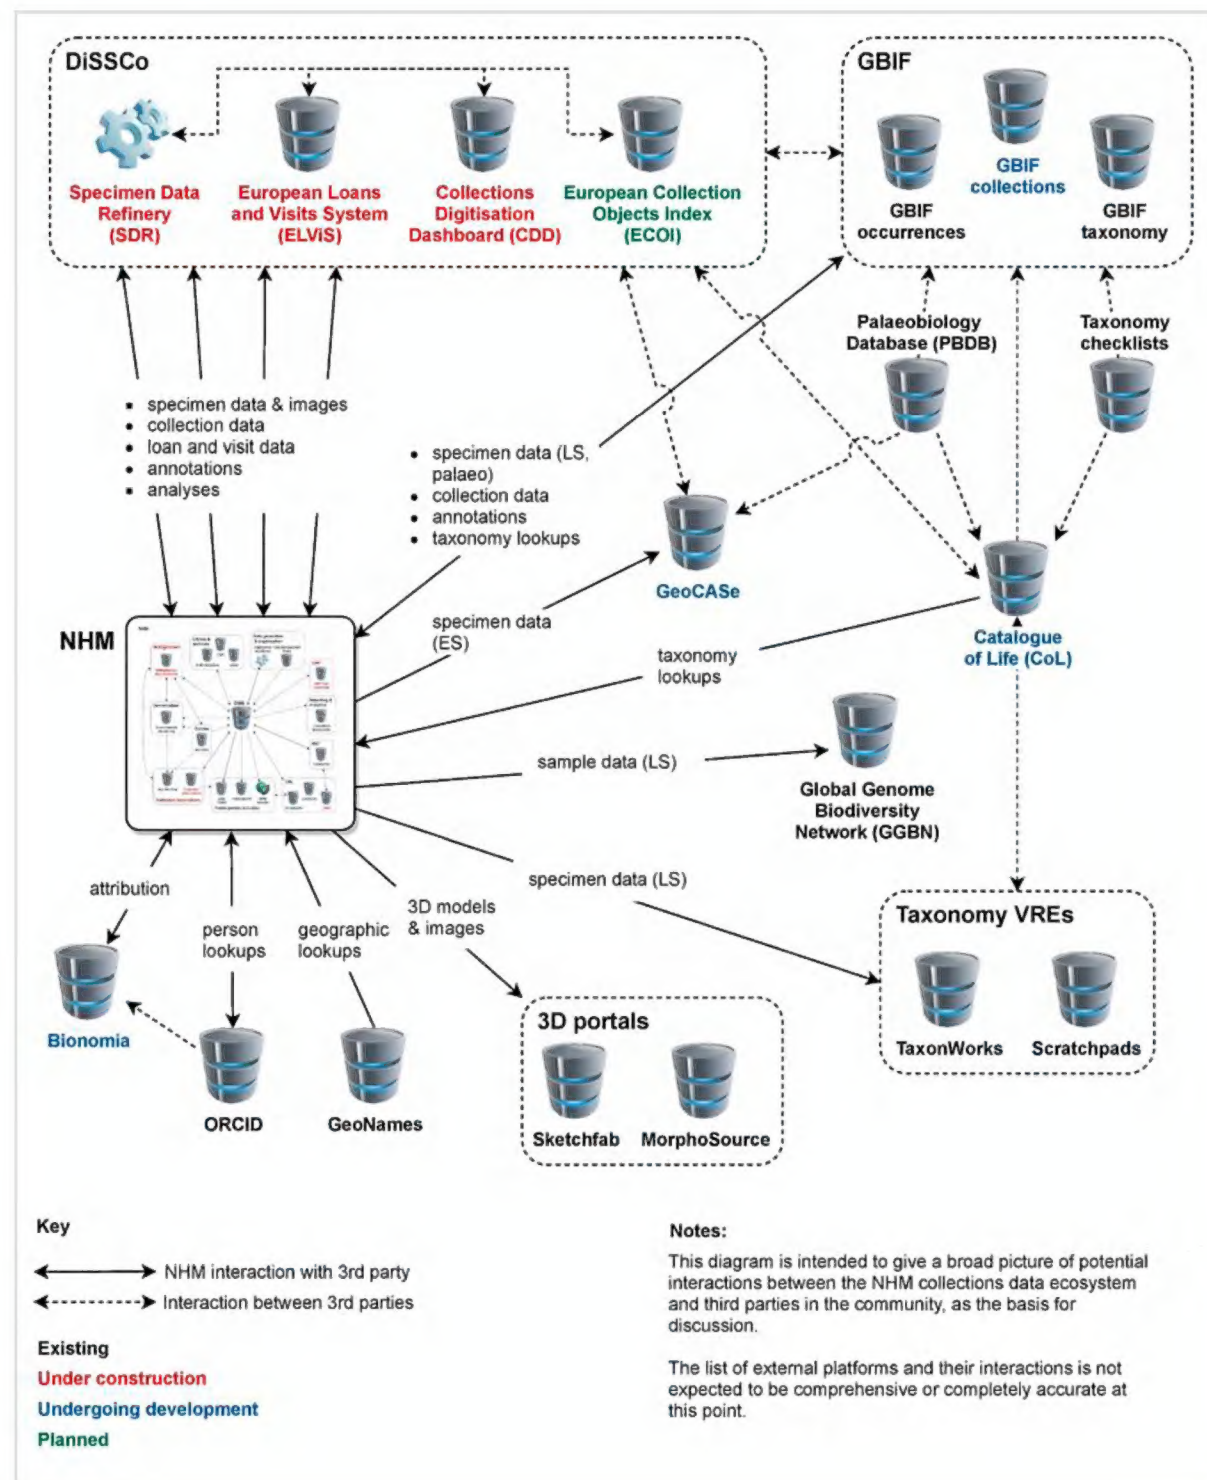 DiSSCo
Specimen Data
Refinery
(SDR)
European Loans
and Visits System
(ELViS)
Collections
Digitisation
Dashboard (CDD)
European Collection
Objects Index
(ECOI)
GBIF
GBIF
occurrences
GBIF
collections
GBIF
taxonomy
Palaeobiology
Database (PBDB)
Taxonomy
checklists
• specimen data & images
• collection data
• loan and visit data
• annotations
• analyses
• specimen data (LS,
palaeo)
• collection data
• annotations
• taxonomy lookups
GeoCASe
Catalogue
of Life (CoL)
NHM
specimen data
(ES)
taxonomy
lookups
sample data (LS)
Global Genome
Biodiversity
Network (GGBN)
specimen data (LS)
attribution
person
lookups
geographic
lookups
3D models
& images
Taxonomy VREs
TaxonWorks
Scratchpads
Bionomia
ORCID
GeoNames
3D portals
Sketchfab
MorphoSource
Key
NHM interaction with 3rd party
Interaction between 3rd parties
Existing
Under construction
Undergoing development
Planned
Notes:
This diagram is intended to give a broad picture of potential
interactions between the NHM collections data ecosystem
and third parties in the community, as the basis for
discussion.
The list of external platforms and their interactions is not
expected to be comprehensive or completely accurate at
this point.